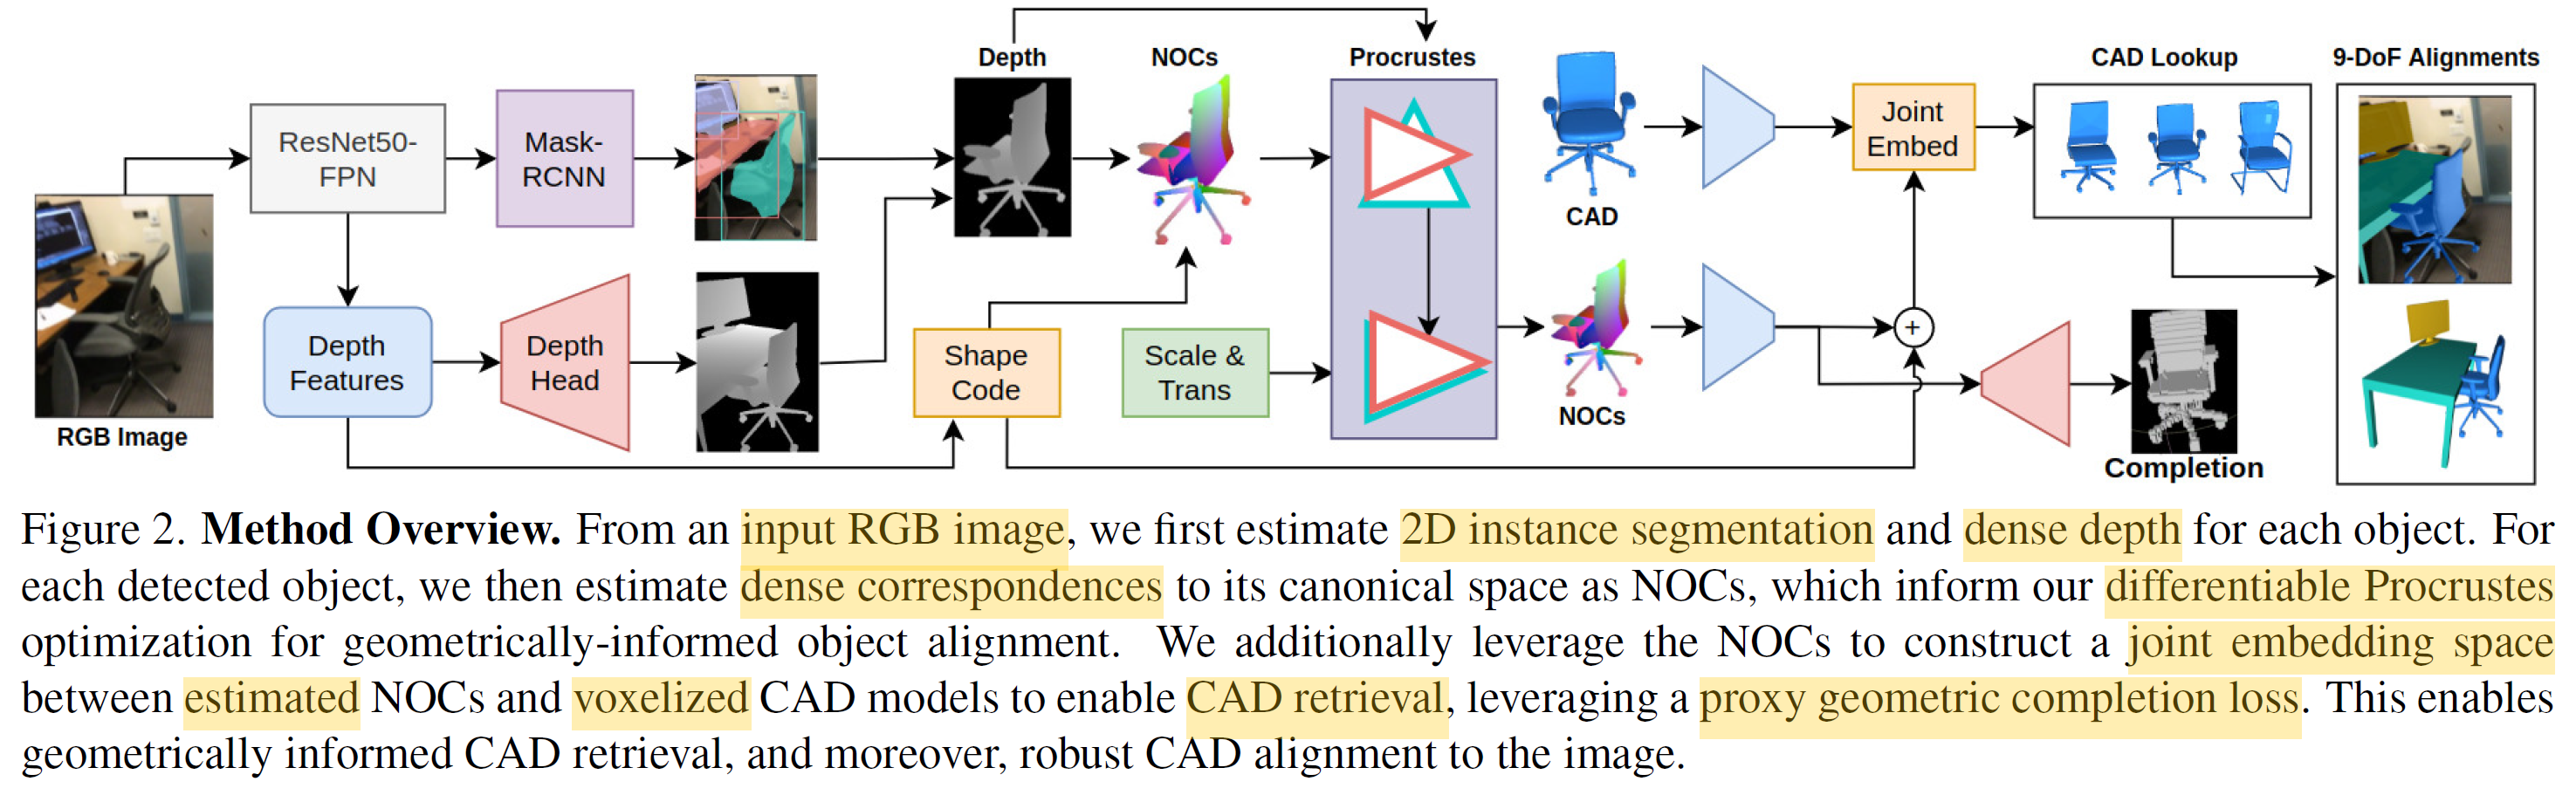 Depth
NOCs
Procrustes
CAD Lookup
9-DoF Alignments
ResNet50-
FPN
Mask-
RCNN
Joint
Embed
CAD
Depth
Features
Depth
Head
Shape
Code
Scale &
Trans
+
NOCs
RGB Image
Completion
Figure 2. Method Overview. From an input RGB image, we first estimate 2D instance segmentation and dense depth for each object. For
each detected object, we then estimate dense correspondences to its canonical space as NOCs, which inform our differentiable Procrustes
optimization for geometrically-informed object alignment. We additionally leverage the NOCs to construct a joint embedding space
between estimated NOCs and voxelized CAD models to enable CAD retrieval, leveraging a proxy geometric completion loss. This enables
geometrically informed CAD retrieval, and moreover, robust CAD alignment to the image.